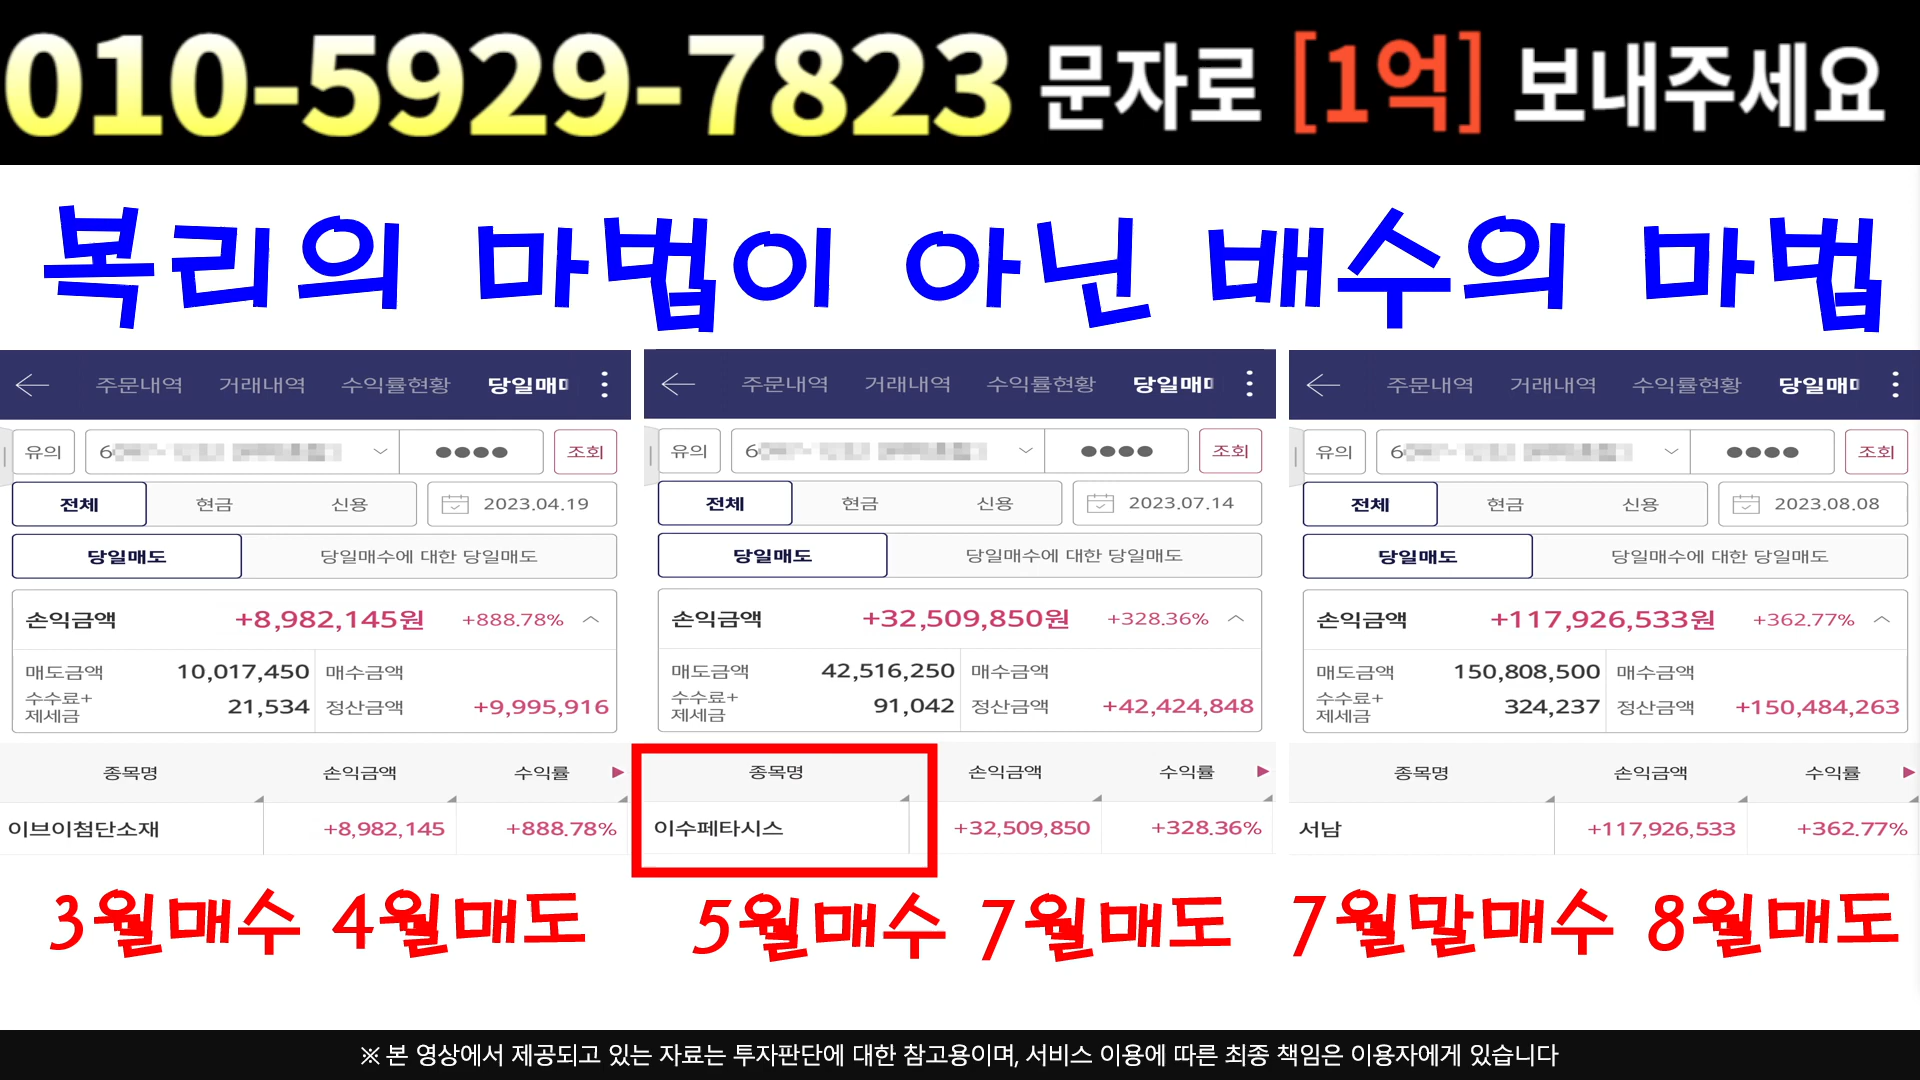 010-5929-7823 문자로 [1억] 보내주세요
복리의 마법이 아닌 배수의 마법
주문내역 거래내역 수익률현황 당일매
유의 6 ●●●● 조회
전체 현금 신용 2023.04.19
당일매도 당일매수에 대한 당일매도
손익금액 +8,982,145원 +888.78%
매도금액 10,017,450 매수금액
수수료+
제세금 21,534 정산금액 +9,995,916
종목명 손익금액 수익률
이브이첨단소재 +8,982,145 +888.78%
3월매수 4월매도
주문내역 거래내역 수익률현황 당일매
유의 6 ●●●● 조회
전체 현금 신용 2023.07.14
당일매도 당일매수에 대한 당일매도
손익금액 +32,509,850원 +328.36%
매도금액 42,516,250 매수금액
수수료+
제세금 91,042 정산금액 +42,424,848
종목명 손익금액 수익률
이수페타시스 +32,509,850 +328.36%
5월매수 7월매도
주문내역 거래내역 수익률현황 당일매
유의 6 ●●●● 조회
전체 현금 신용 2023.08.08
당일매도 당일매수에 대한 당일매도
손익금액 +117,926,533원 +362.77%
매도금액 150,808,500 매수금액
수수료+
제세금 324,237 정산금액 +150,484,263
종목명 손익금액 수익률
서남 +117,926,533 +362.77%
7월말매수 8월매도
※ 본 영상에서 제공되고 있는 자료는 투자판단에 대한 참고용이며, 서비스 이용에 따른 최종 책임은 이용자에게 있습니다